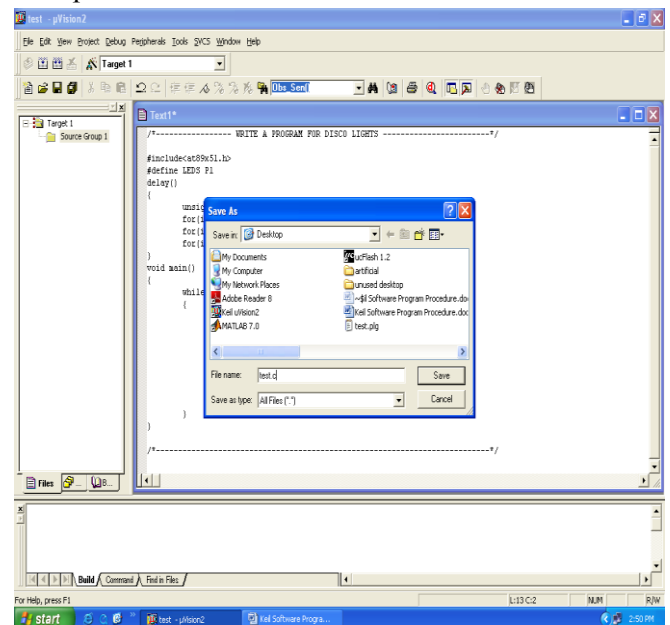 test - µVision2
File Edit View Project Debug Peripherals Tools SVCS Window Help
Target 1
Obs_Sen(
Target 1
Source Group 1
Text1*
/*----------------- WRITE A PROGRAM FOR DISCO LIGHTS ------------------------*/
#include<at89x51.h>
#define LEDS P1
delay()
{
unsig
for(i
for(i
for(i
}
void main()
{
while
{
}
}
/*---------------------------------------------------------------------------*/
Save As
Save in: Desktop
My Documents
My Computer
My Network Places
Adobe Reader 8
Keil uVision2
MATLAB 7.0
ucFlash 1.2
artificial
unused desktop
~$il Software Program Procedure.doc
Keil Software Program Procedure.doc
test.plg
File name: test.c
Save
Save as type: All Files (*.*)
Cancel
Files
B...
Build Command Find in Files
For Help, press F1
L:13 C:2 NUM R/W
start
test - µVision2
Keil Software Progra...
2:50 PM